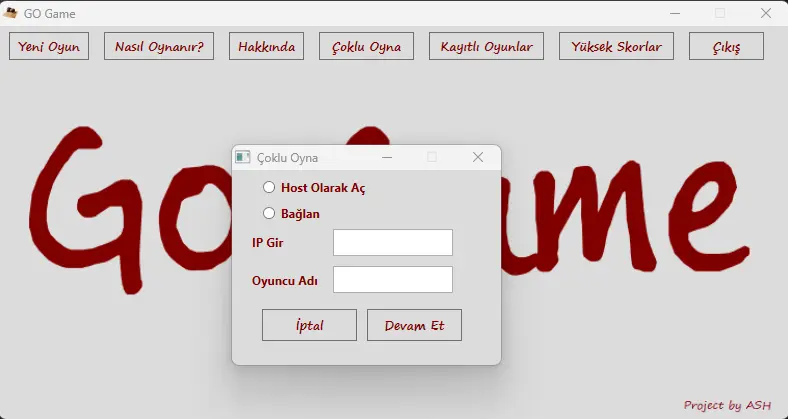 GO Game
Yeni Oyun
Nasıl Oynanır?
Hakkında
Çoklu Oyna
Kayıtlı Oyunlar
Yüksek Skorlar
Çıkış
Go Game
Çoklu Oyna
Host Olarak Aç
Bağlan
IP Gir
Oyuncu Adı
İptal
Devam Et
Project by ASH